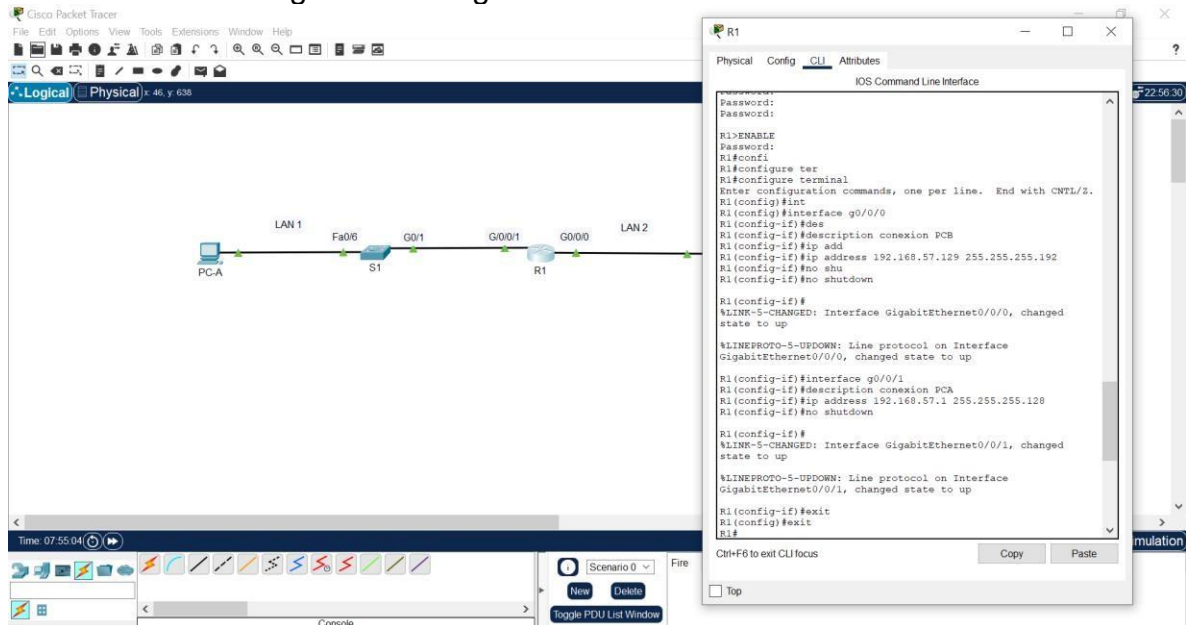 Cisco Packet Tracer
File Edit Options View Tools Extensions Window Help
?
Logical Physical x: 46, y: 638
22:56:30
LAN 1
Fa0/6
G0/1
G/0/0/1
G0/0/0
LAN 2
PC-A
S1
R1
R1
Physical Config CLI Attributes
IOS Command Line Interface
Password:
Password:
Password:
R1>ENABLE
Password:
R1#confi
R1#configure ter
R1#configure terminal
Enter configuration commands, one per line. End with CNTL/Z.
R1(config)#int
R1(config)#interface g0/0/0
R1(config-if)#des
R1(config-if)#description conexion PCB
R1(config-if)#ip add
R1(config-if)#ip address 192.168.57.129 255.255.255.192
R1(config-if)#no shu
R1(config-if)#no shutdown
R1(config-if)#
%LINK-5-CHANGED: Interface GigabitEthernet0/0/0, changed
state to up
%LINEPROTO-5-UPDOWN: Line protocol on Interface
GigabitEthernet0/0/0, changed state to up
R1(config-if)#interface g0/0/1
R1(config-if)#description conexion PCA
R1(config-if)#ip address 192.168.57.1 255.255.255.128
R1(config-if)#no shutdown
R1(config-if)#
%LINK-5-CHANGED: Interface GigabitEthernet0/0/1, changed
state to up
%LINEPROTO-5-UPDOWN: Line protocol on Interface
GigabitEthernet0/0/1, changed state to up
R1(config-if)#exit
R1(config)#exit
R1#
Ctrl+F6 to exit CLI focus
Copy Paste
Top
Time: 07:55:04
mulation
Scenario 0
Fire
New Delete
Toggle PDU List Window
Console